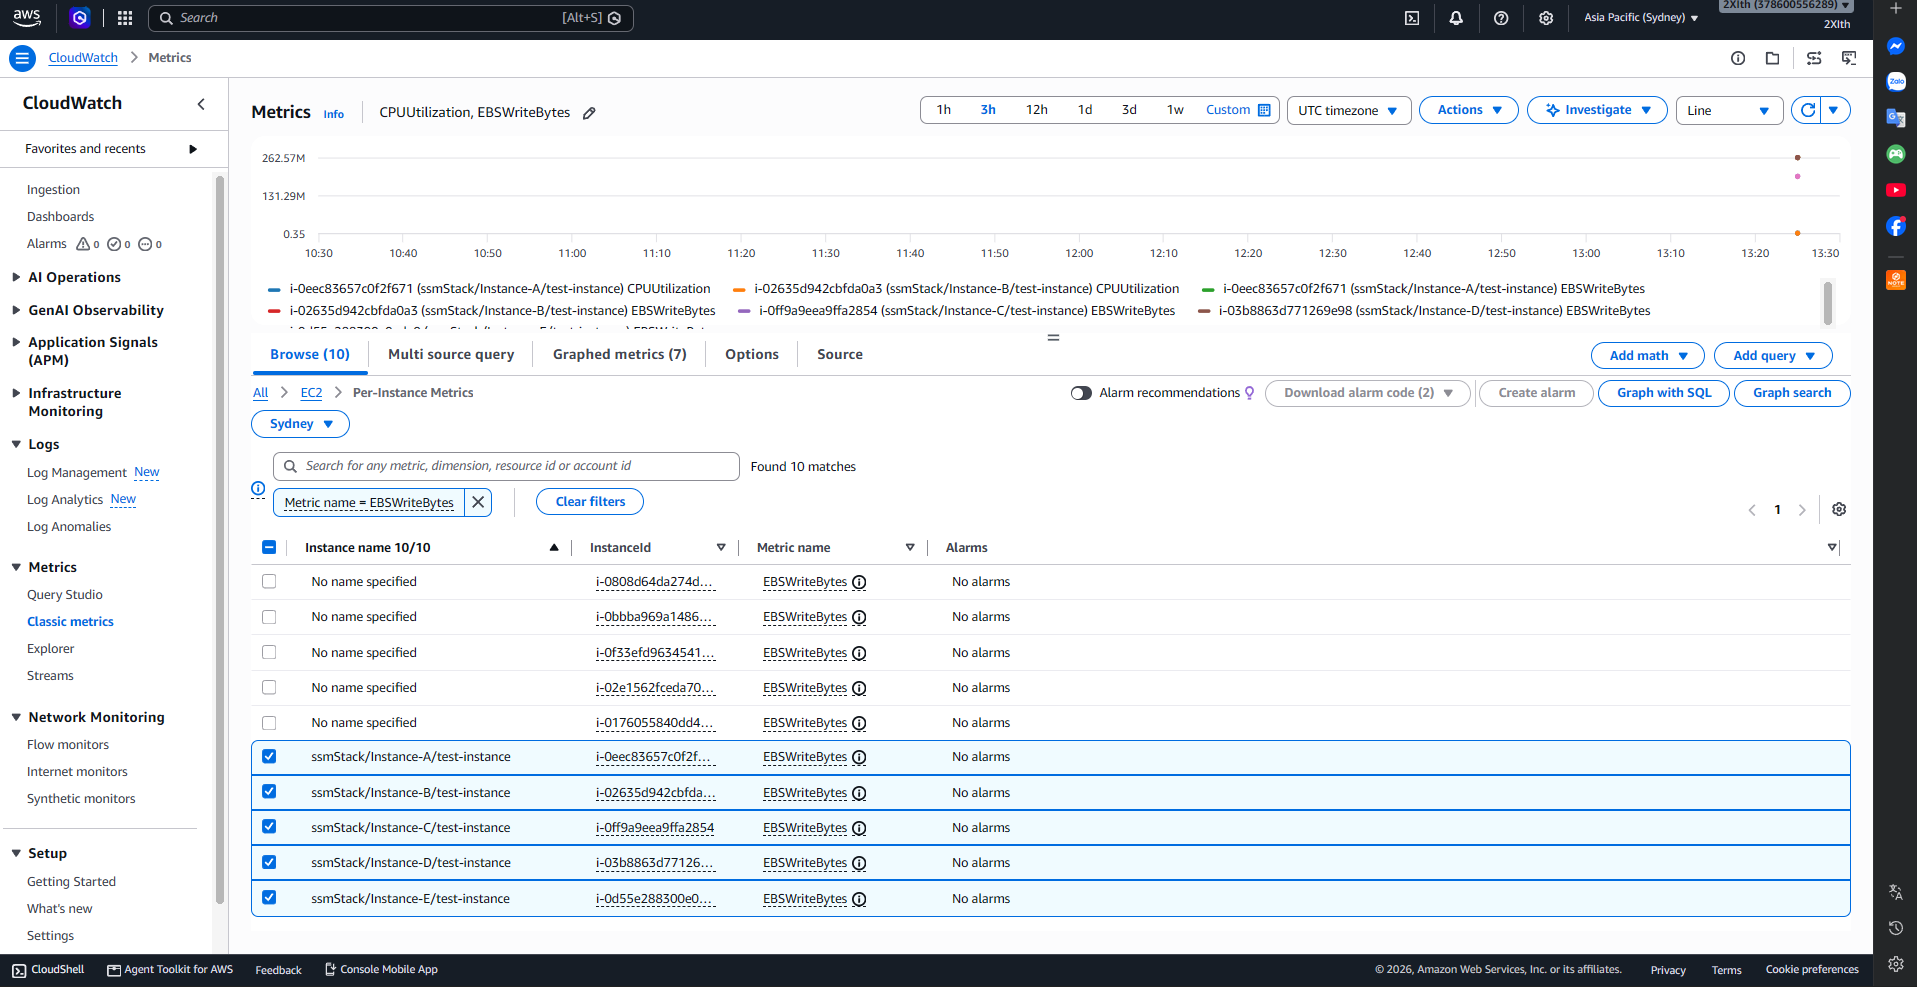 aws
Search [Alt+S]
Asia Pacific (Sydney)
2XIth (378600556289)
2XIth
CloudWatch > Metrics
CloudWatch
Favorites and recents
Ingestion
Dashboards
Alarms 0 0 0
AI Operations
GenAI Observability
Application Signals
(APM)
Infrastructure
Monitoring
Logs
Log Management New
Log Analytics New
Log Anomalies
Metrics
Query Studio
Classic metrics
Explorer
Streams
Network Monitoring
Flow monitors
Internet monitors
Synthetic monitors
Setup
Getting Started
What's new
Settings
Metrics Info CPUUtilization, EBSWriteBytes
1h 3h 12h 1d 3d 1w Custom UTC timezone Actions Investigate Line
262.57M
131.29M
0.35
10:30 10:40 10:50 11:00 11:10 11:20 11:30 11:40 11:50 12:00 12:10 12:20 12:30 12:40 12:50 13:00 13:10 13:20 13:30
i-0eec83657c0f2f671 (ssmStack/Instance-A/test-instance) CPUUtilization i-02635d942cbfda0a3 (ssmStack/Instance-B/test-instance) CPUUtilization i-0eec83657c0f2f671 (ssmStack/Instance-A/test-instance) EBSWriteBytes
i-02635d942cbfda0a3 (ssmStack/Instance-B/test-instance) EBSWriteBytes i-0ff9a9eea9ffa2854 (ssmStack/Instance-C/test-instance) EBSWriteBytes i-03b8863d771269e98 (ssmStack/Instance-D/test-instance) EBSWriteBytes
Browse (10) Multi source query Graphed metrics (7) Options Source
Add math Add query
All > EC2 > Per-Instance Metrics
Alarm recommendations Download alarm code (2) Create alarm Graph with SQL Graph search
Sydney
Search for any metric, dimension, resource id or account id Found 10 matches
Metric name = EBSWriteBytes Clear filters
1
Instance name 10/10 InstanceId Metric name Alarms
No name specified i-0808d64da274d... EBSWriteBytes No alarms
No name specified i-0bbba969a1486... EBSWriteBytes No alarms
No name specified i-0f33efd9634541... EBSWriteBytes No alarms
No name specified i-02e1562fceda70... EBSWriteBytes No alarms
No name specified i-0176055840dd4... EBSWriteBytes No alarms
ssmStack/Instance-A/test-instance i-0eec83657c0f2f... EBSWriteBytes No alarms
ssmStack/Instance-B/test-instance i-02635d942cbfda... EBSWriteBytes No alarms
ssmStack/Instance-C/test-instance i-0ff9a9eea9ffa2854 EBSWriteBytes No alarms
ssmStack/Instance-D/test-instance i-03b8863d77126... EBSWriteBytes No alarms
ssmStack/Instance-E/test-instance i-0d55e288300e0... EBSWriteBytes No alarms
CloudShell Agent Toolkit for AWS Feedback Console Mobile App
© 2026, Amazon Web Services, Inc. or its affiliates. Privacy Terms Cookie preferences
Zalo